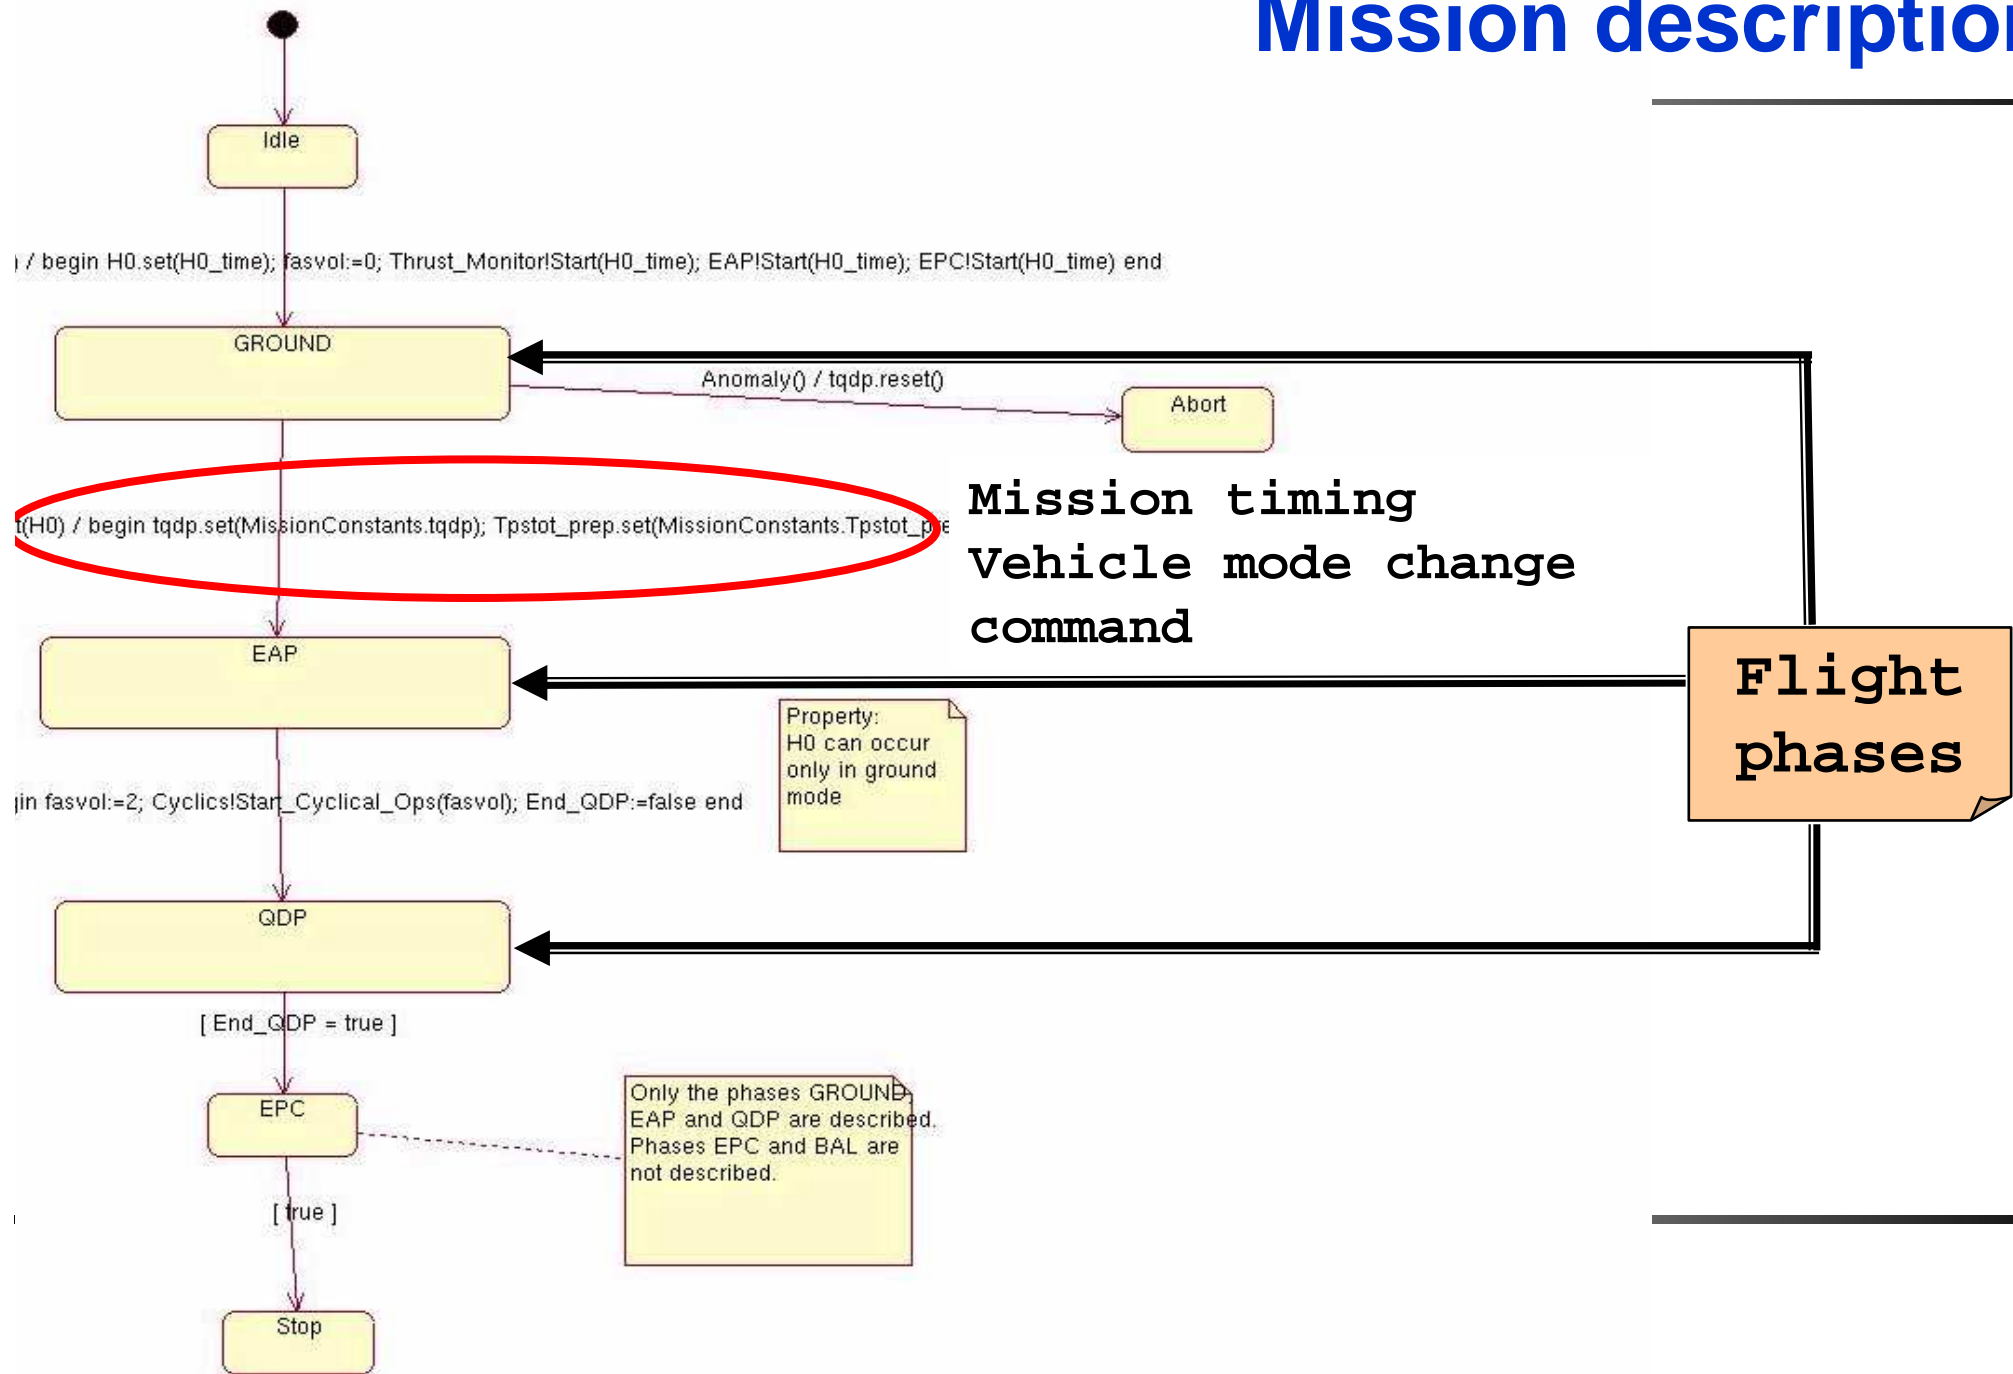 Mission description
Idle
) / begin H0.set(H0_time); fasvol:=0; Thrust_Monitor!Start(H0_time); EAP!Start(H0_time); EPC!Start(H0_time) end
GROUND
Anomaly() / tqdp.reset()
Abort
t(H0) / begin tqdp.set(MissionConstants.tqdp); Tpstot_prep.set(MissionConstants.Tpstot_pre
Mission timing
Vehicle mode change
command
EAP
Flight
phases
Property:
H0 can occur
only in ground
mode
gin fasvol:=2; Cyclics!Start_Cyclical_Ops(fasvol); End_QDP:=false end
QDP
[ End_QDP = true ]
EPC
Only the phases GROUND,
EAP and QDP are described.
Phases EPC and BAL are
not described.
[ true ]
Stop